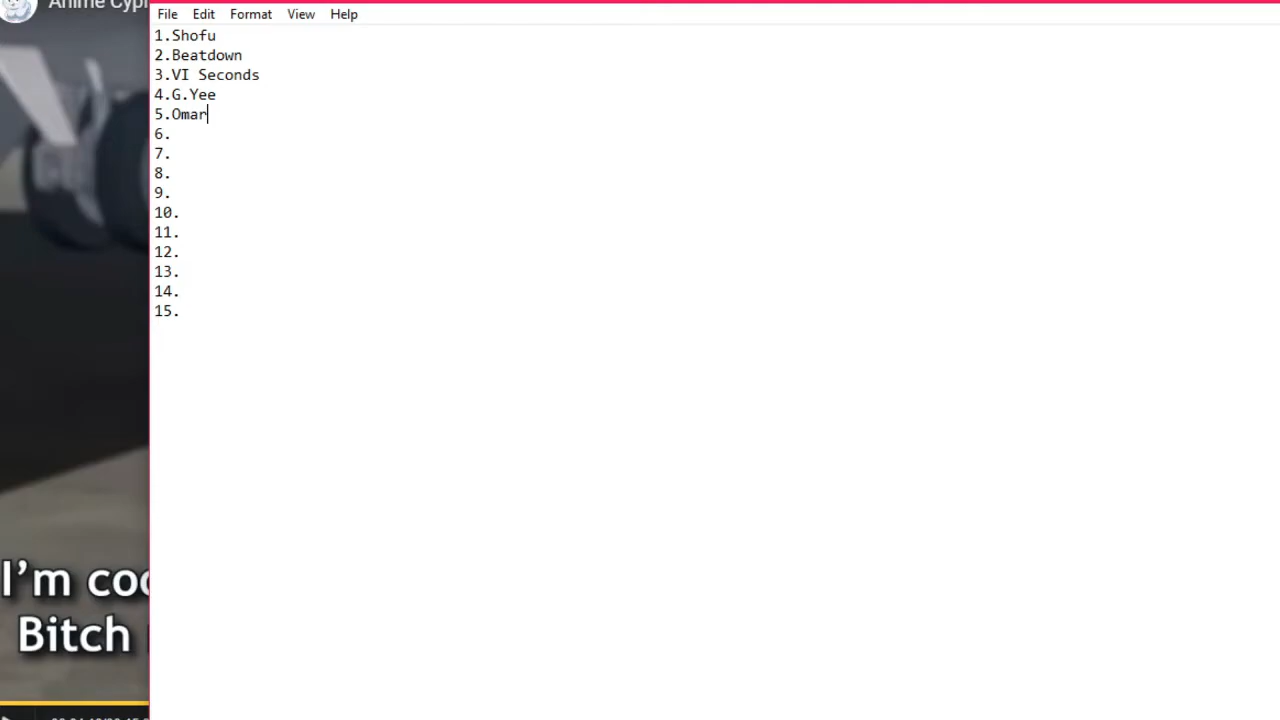 Anime Cyp
File Edit Format View Help
1.Shofu
2.Beatdown
3.VI Seconds
4.G.Yee
5.Omar
6.
7.
8.
9.
10.
11.
12.
13.
14.
15.
I'm coo
Bitch